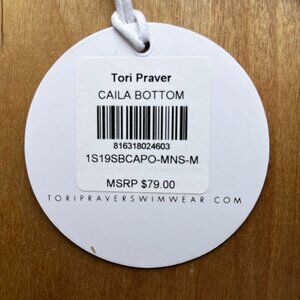 Tori Praver
CAILA BOTTOM
816318024603
1S19SBCAPO-MNS-M
MSRP $79.00
TORIPRAVERSWIMWEAR.COM